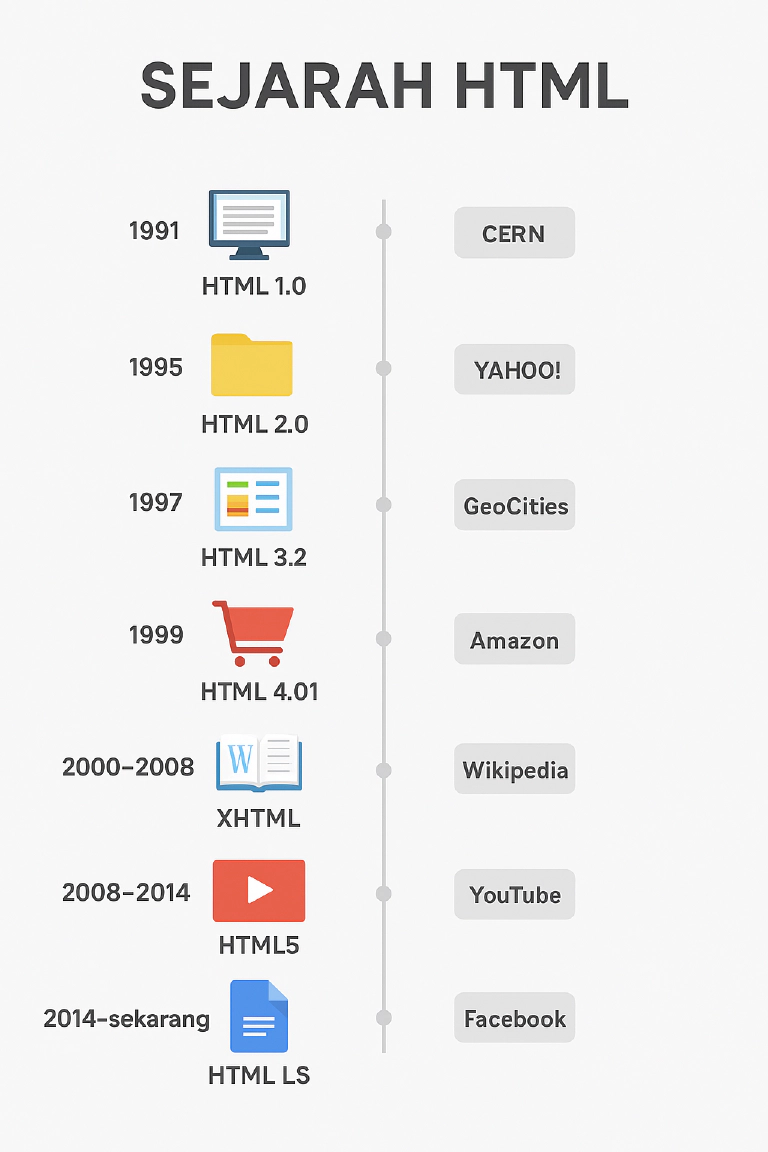 SEJARAH HTML
1991
HTML 1.0
CERN
1995
HTML 2.0
YAHOO!
1997
HTML 3.2
GeoCities
1999
HTML 4.01
Amazon
2000–2008
W
XHTML
Wikipedia
2008–2014
HTML5
YouTube
2014–sekarang
HTML LS
Facebook